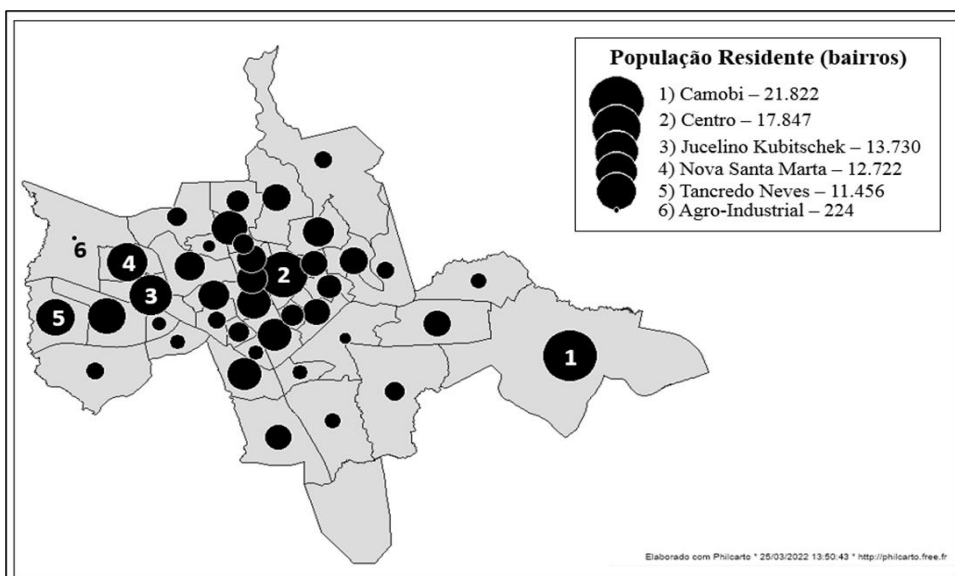 População Residente (bairros)
1) Camobi – 21.822
2) Centro – 17.847
3) Jucelino Kubitschek – 13.730
4) Nova Santa Marta – 12.722
5) Tancredo Neves – 11.456
6) Agro-Industrial – 224
6
4
2
3
5
1
Elaborado com Philcarto * 25/03/2022 13:50:43 * http://philcarto.free.fr